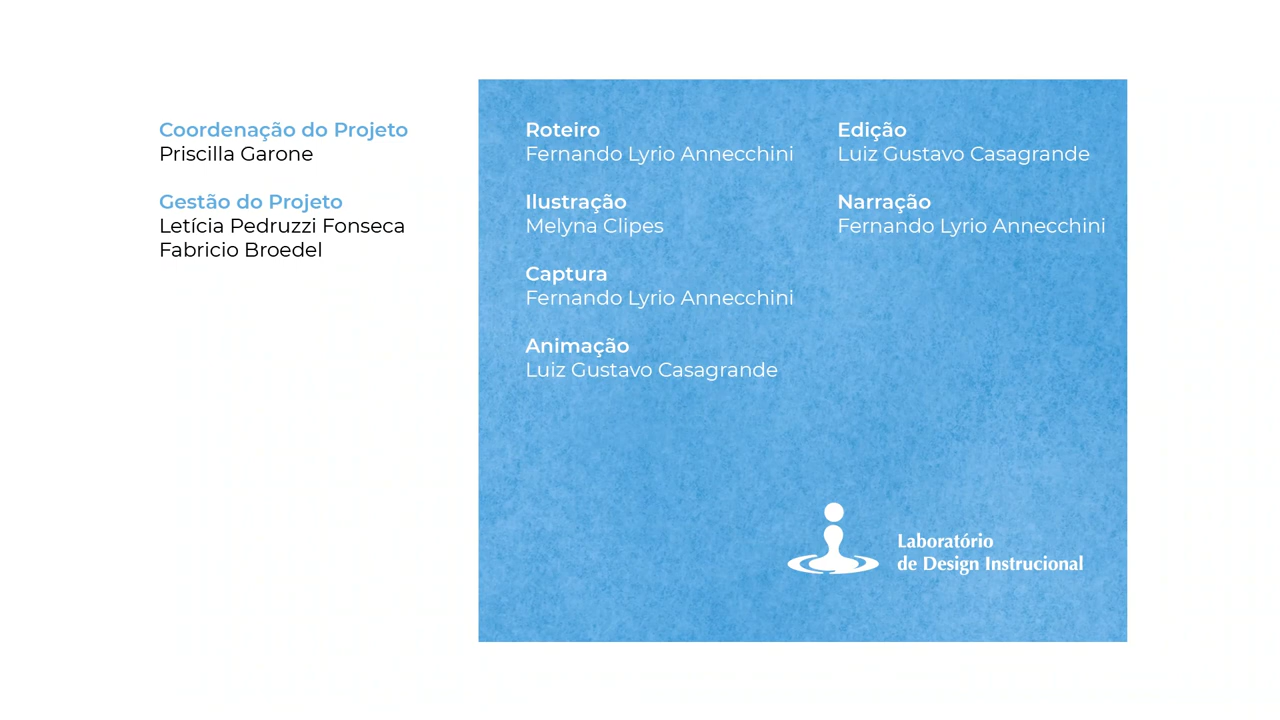 Coordenação do Projeto
Priscilla Garone
Gestão do Projeto
Letícia Pedruzzi Fonseca
Fabricio Broedel
Roteiro
Fernando Lyrio Annecchini
Ilustração
Melyna Clipes
Captura
Fernando Lyrio Annecchini
Animação
Luiz Gustavo Casagrande
Edição
Luiz Gustavo Casagrande
Narração
Fernando Lyrio Annecchini
Laboratório
de Design Instrucional